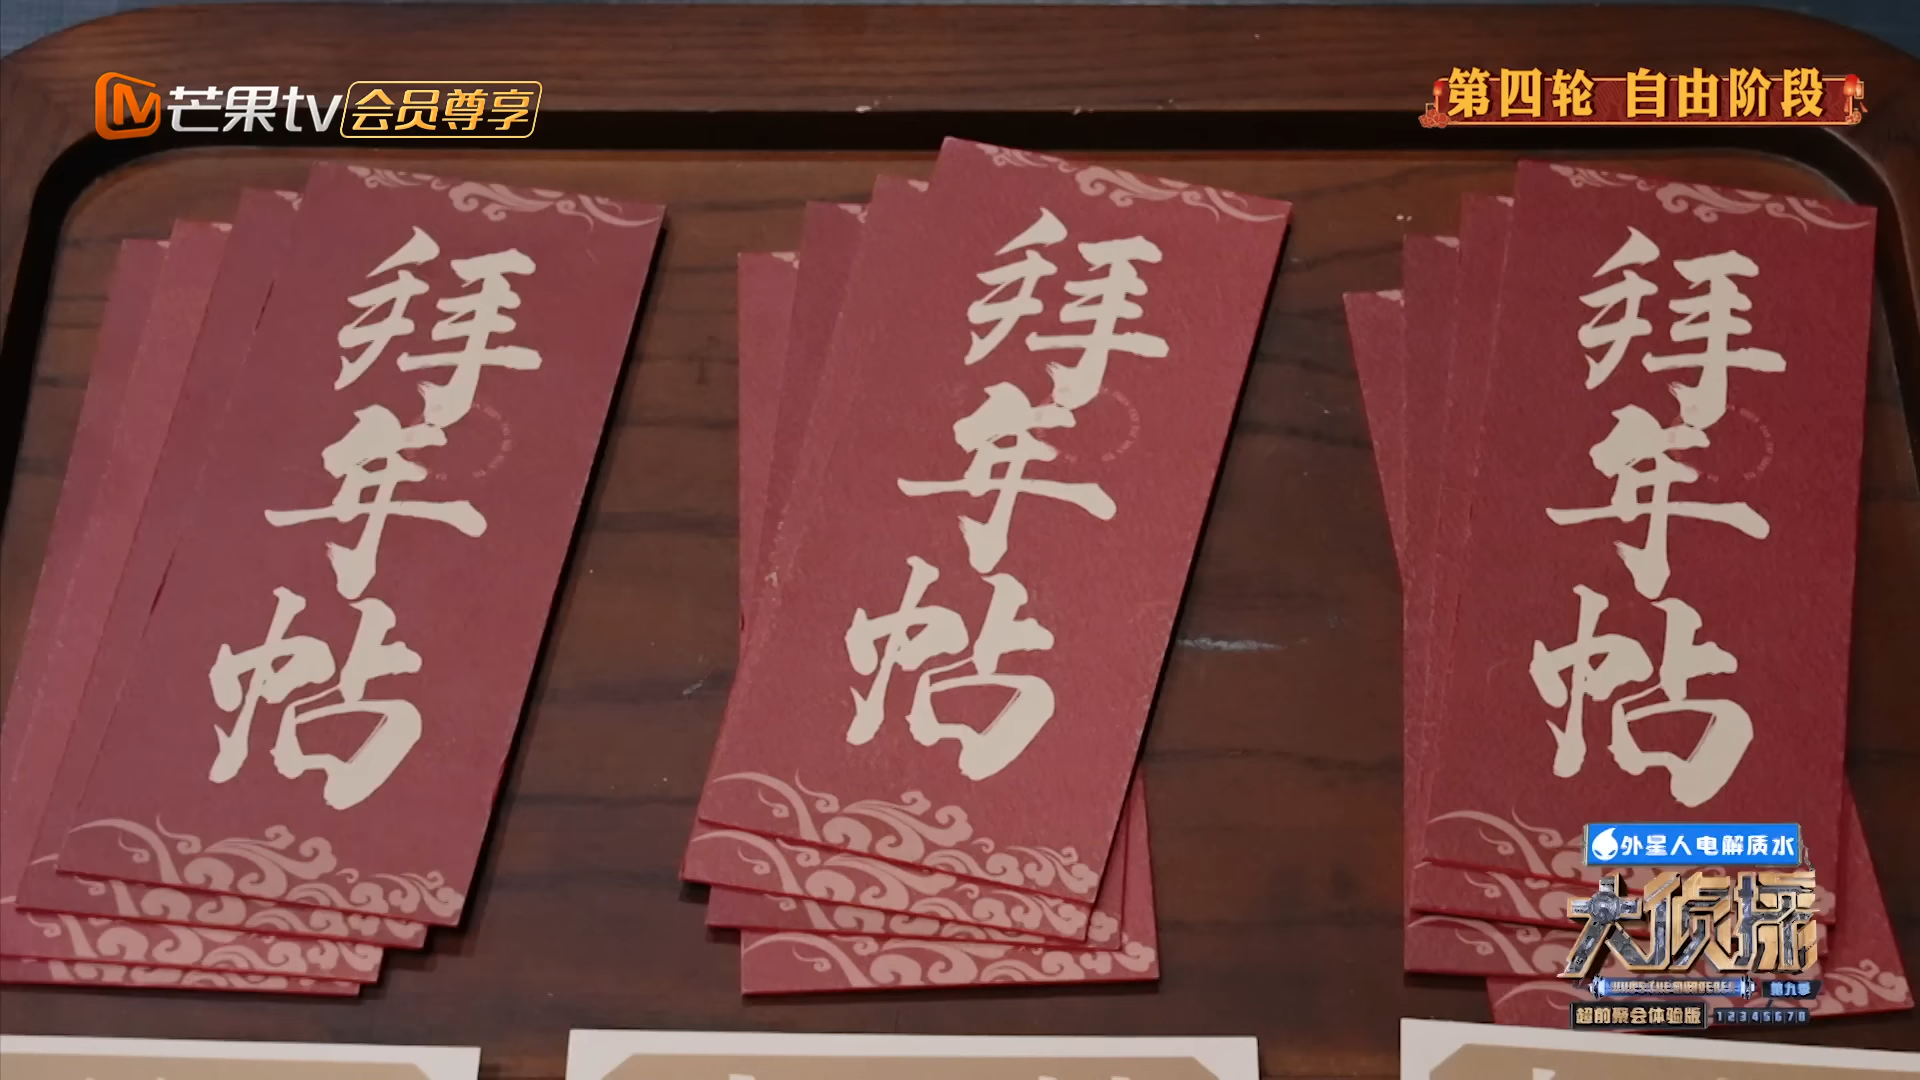 芒果tv 会员尊享
第四轮 自由阶段
拜年帖
拜年帖
拜年帖
外星人电解质水
大侦探
第九季
超前聚会体验版 12345678